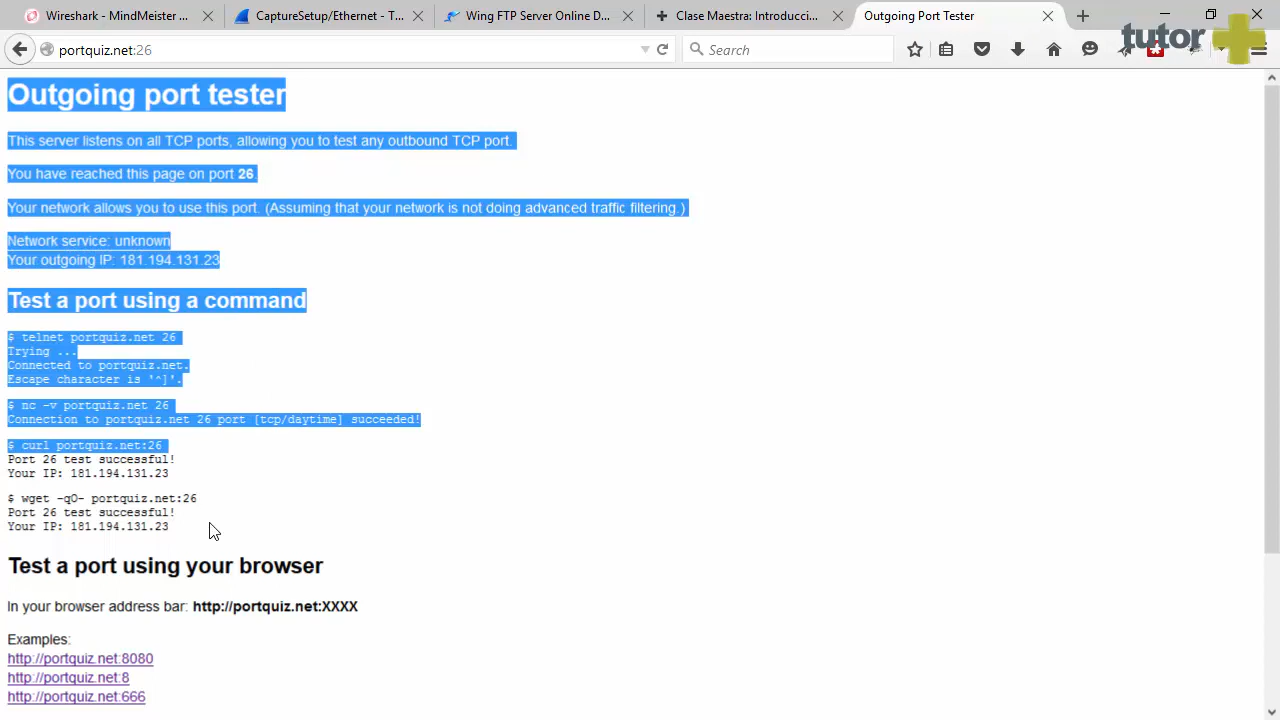 Wireshark - MindMeister ...
CaptureSetup/Ethernet - T...
Wing FTP Server Online D...
Clase Maestra: Introducci...
Outgoing Port Tester
tutor
portquiz.net:26
Search
Outgoing port tester
This server listens on all TCP ports, allowing you to test any outbound TCP port.
You have reached this page on port 26.
Your network allows you to use this port. (Assuming that your network is not doing advanced traffic filtering.)
Network service: unknown
Your outgoing IP: 181.194.131.23
Test a port using a command
$ telnet portquiz.net 26
Trying ...
Connected to portquiz.net.
Escape character is '^]'.
$ nc -v portquiz.net 26
Connection to portquiz.net 26 port [tcp/daytime] succeeded!
$ curl portquiz.net:26
Port 26 test successful!
Your IP: 181.194.131.23
$ wget -qO- portquiz.net:26
Port 26 test successful!
Your IP: 181.194.131.23
Test a port using your browser
In your browser address bar: http://portquiz.net:XXXX
Examples:
http://portquiz.net:8080
http://portquiz.net:8
http://portquiz.net:666